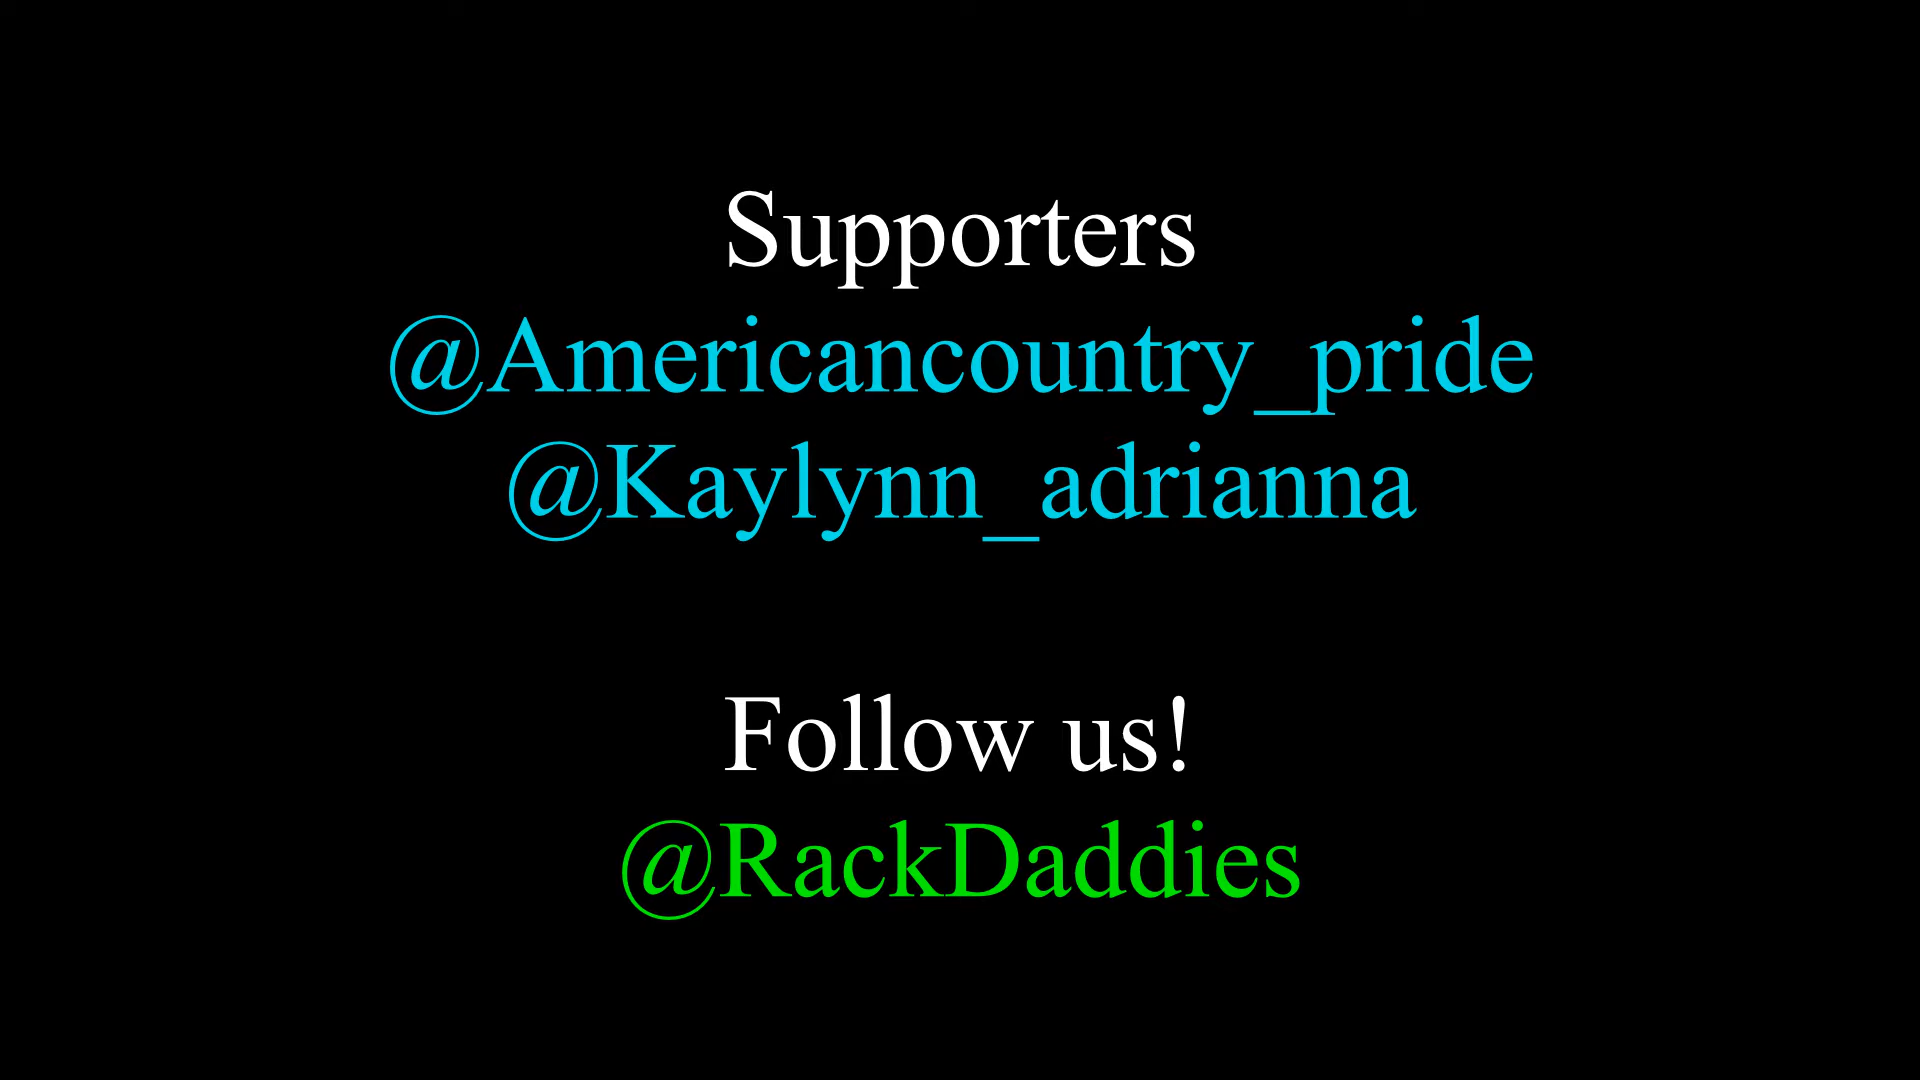 Supporters
@Americancountry_pride
@Kaylynn_adrianna
Follow us!
@RackDaddies